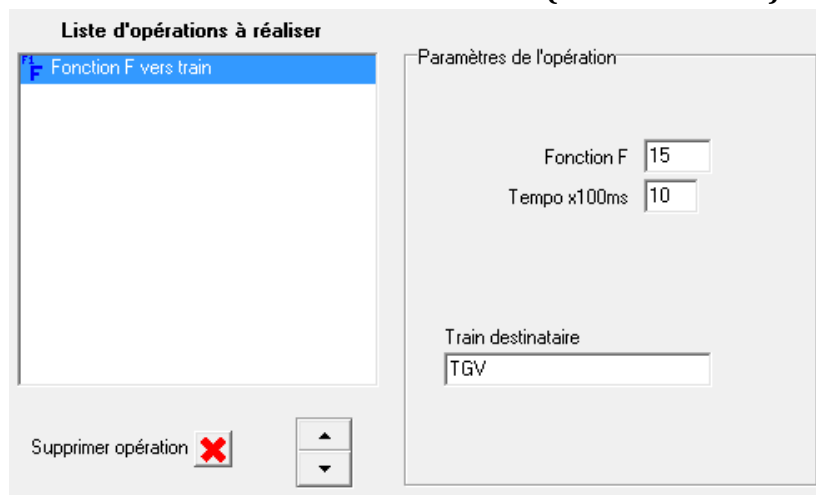 Liste d'opérations à réaliser
F1 F Fonction F vers train
Supprimer opération
Paramètres de l'opération
Fonction F 15
Tempo x100ms 10
Train destinataire
TGV